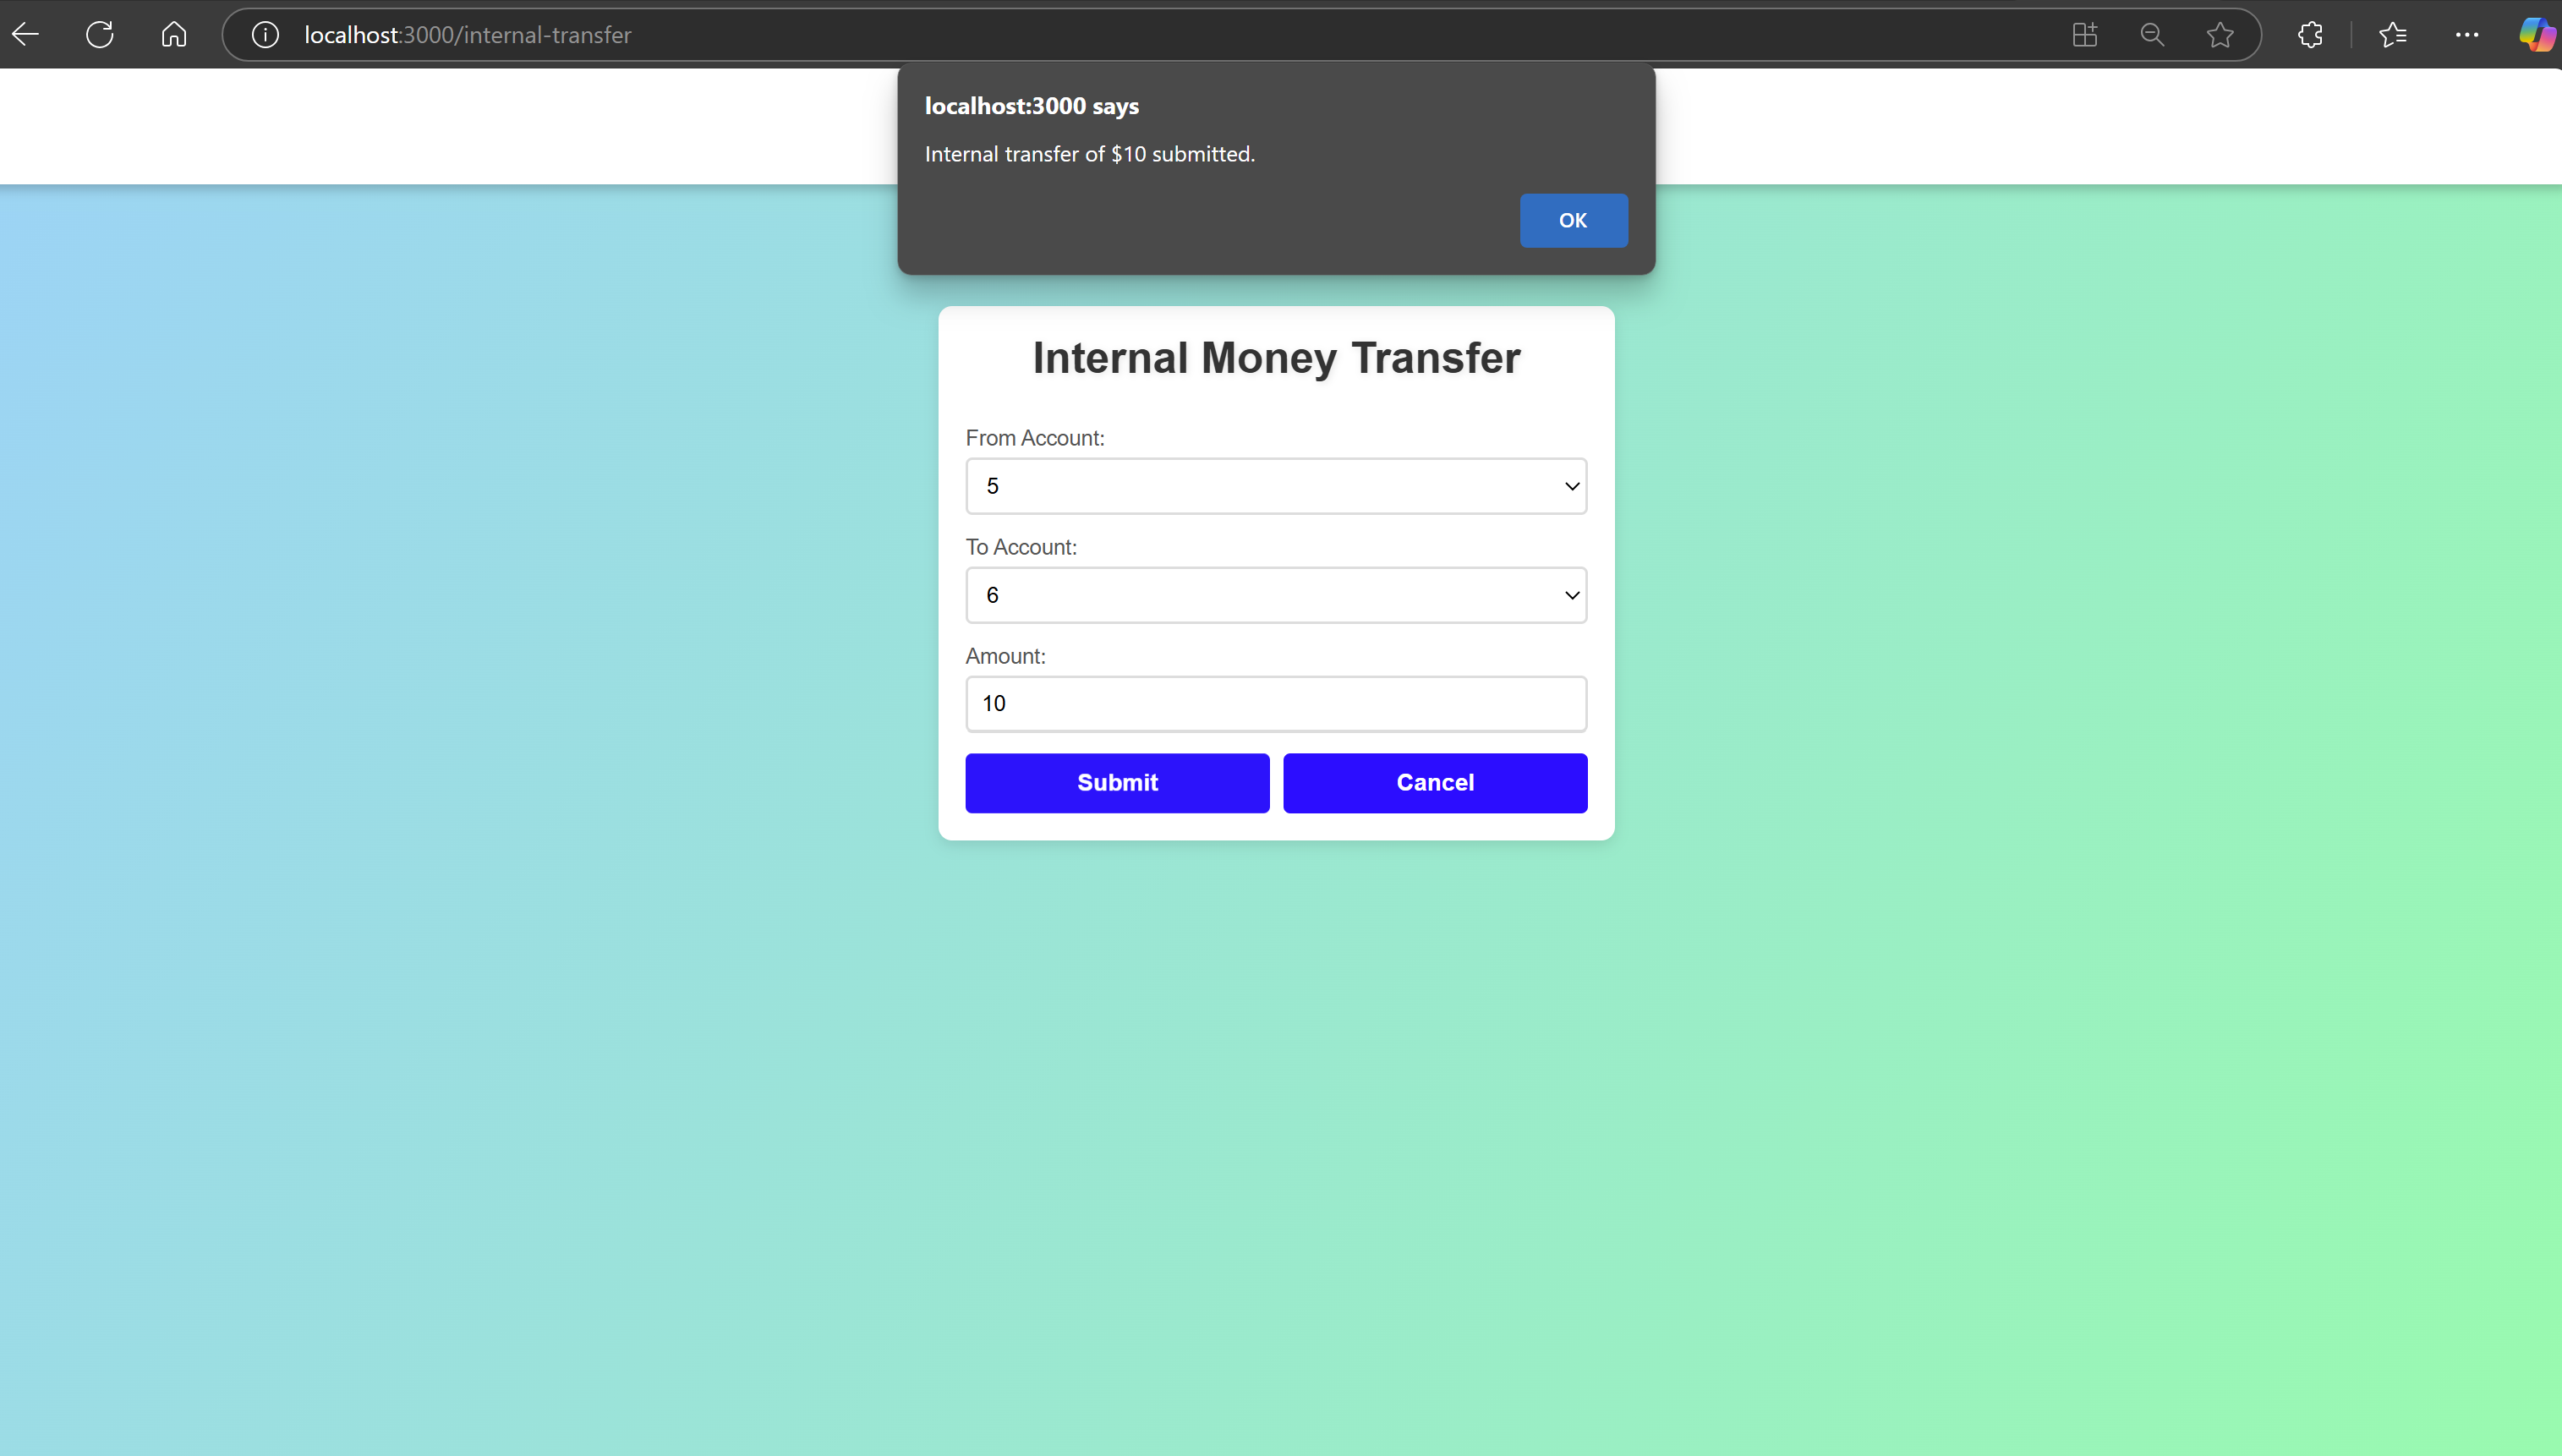 localhost:3000/internal-transfer
localhost:3000 says
Internal transfer of $10 submitted.
OK
Internal Money Transfer
From Account:
5
To Account:
6
Amount:
10
Submit
Cancel